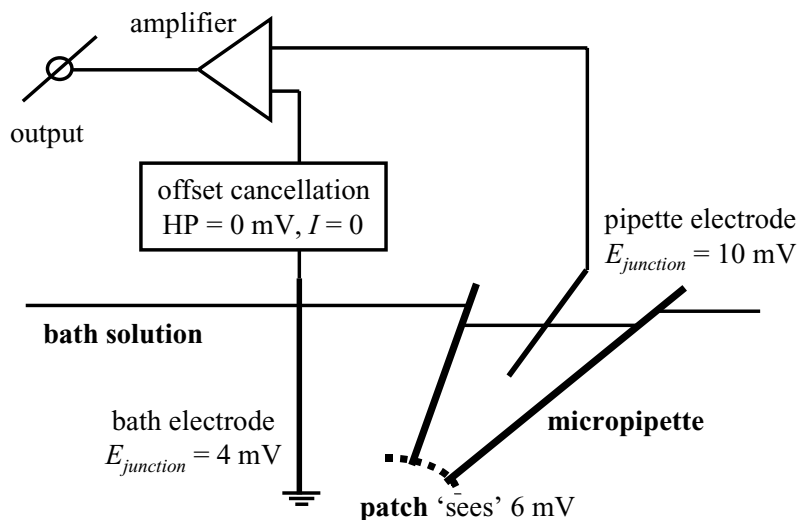 amplifier
output
offset cancellation
HP = 0 mV, I = 0
pipette electrode
E_junction = 10 mV
bath solution
bath electrode
E_junction = 4 mV
micropipette
patch ‘sees’ 6 mV